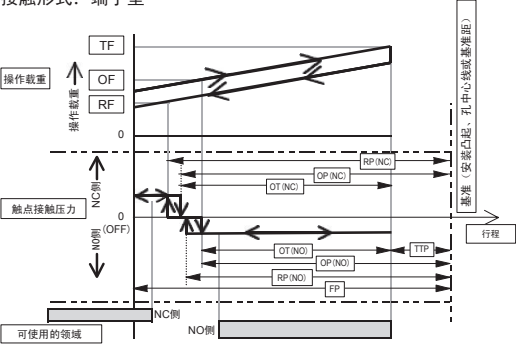 接触形式：端子型
TF
OF
RF
0
操作载重
操作载重
基准（安装凸起、孔中心线或基准距）
RP(NC)
OP(NC)
OT(NC)
NC侧
触点接触压力
0
(OFF)
NO侧
行程
OT(NO)
TTP
OP(NO)
RP(NO)
FP
NC侧
NO侧
可使用的领域